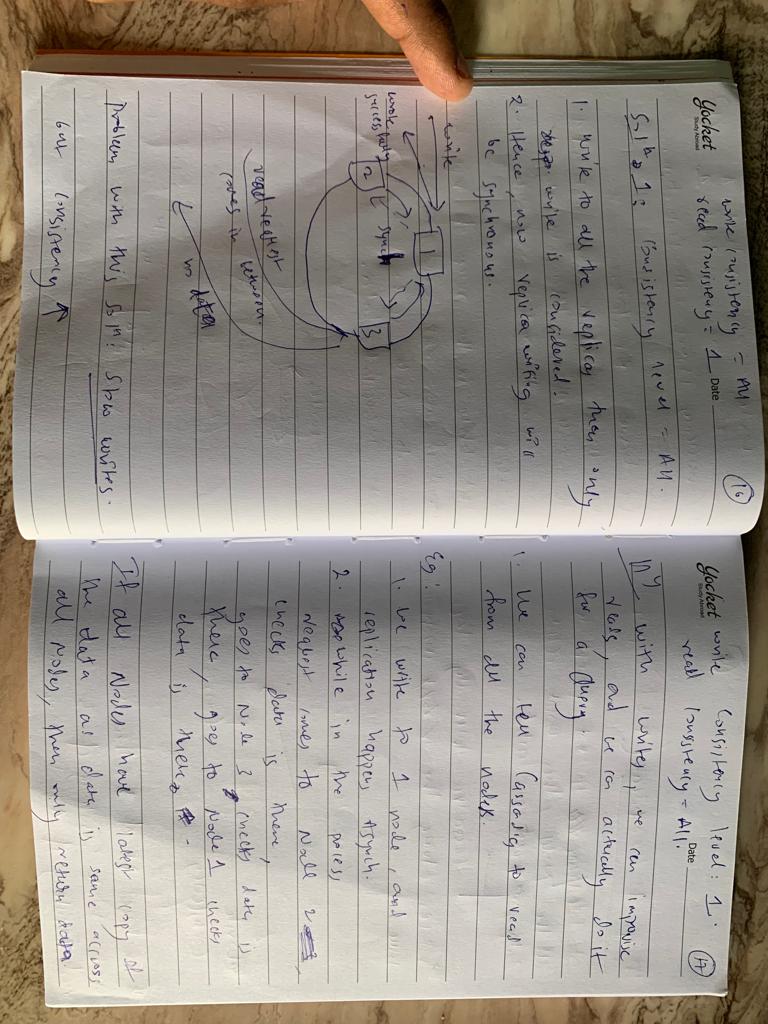 write consistency = All
16
Yocket
Study Abroad
read consistency = 1
Date
Solⁿ 1: Consistency level = All.
1. Write to all the replicas then only
write is considered.
2. Hence, now replica writing will
be synchronous.
write
wrote
successfully
1
2
3
synch
read request
comes in between.
no data
Problem with this Solⁿ: Slow writes.
but consistency ↑
write Consistency level: 1.
17
Yocket
Study Abroad
read consistency = All.
Date
with writes, we can improvise
reads, and we can actually do it
for a Query.
1. We can tell Cassandra to read
from all the nodes.
Eg:
1. We write to 1 node, and
replication happens Asynch.
2. while in the process
request comes to Node 2
checks data is there,
goes to Node 3, checks data is
there, goes to Node 1 checks
data is there.
If all Nodes have latest copy of
the data as data is same accross
all Nodes, then only return data.